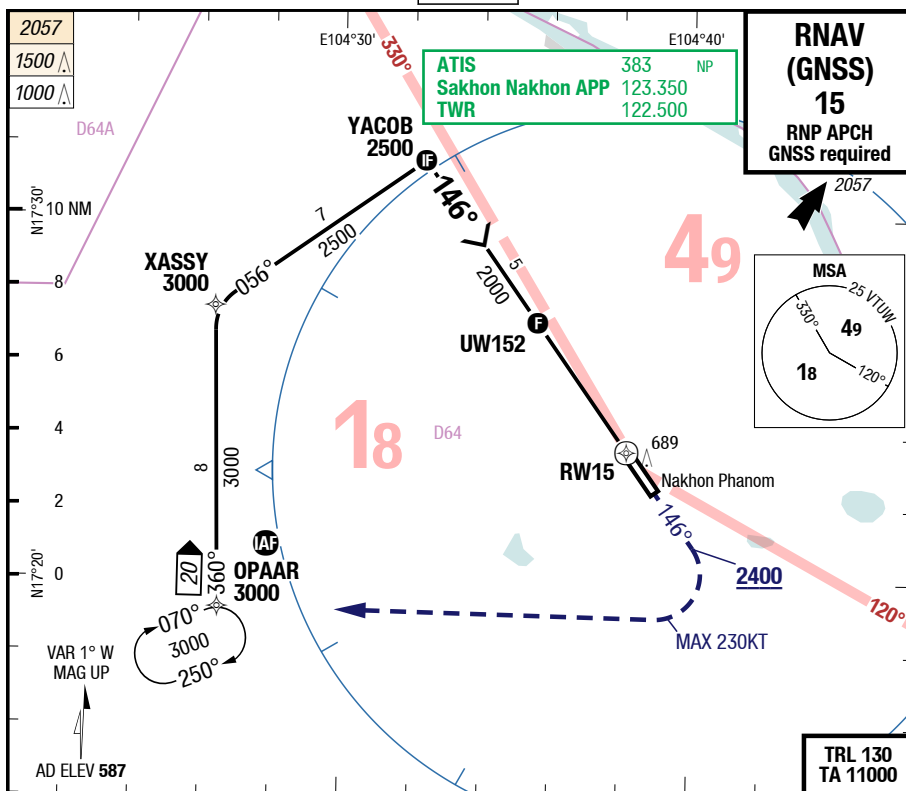 2057
1500
1000
E104°30'
E104°40'
ATIS 383 NP
Sakhon Nakhon APP 123.350
TWR 122.500
RNAV
(GNSS)
15
RNP APCH
GNSS required
2057
330°
D64A
YACOB
2500
IF
146°
N17°30'
10 NM
7
2500
056°
XASSY
3000
49
MSA
25 VTUW
330°
49
18
120°
8
6
4
2
0
5
2000
F
UW152
18
D64
689
RW15
Nakhon Phanom
8
3000
146°
2400
MAX 230KT
120°
N17°20'
20
360°
IAF
OPAAR
3000
070°
3000
250°
VAR 1° W
MAG UP
AD ELEV 587
TRL 130
TA 11000